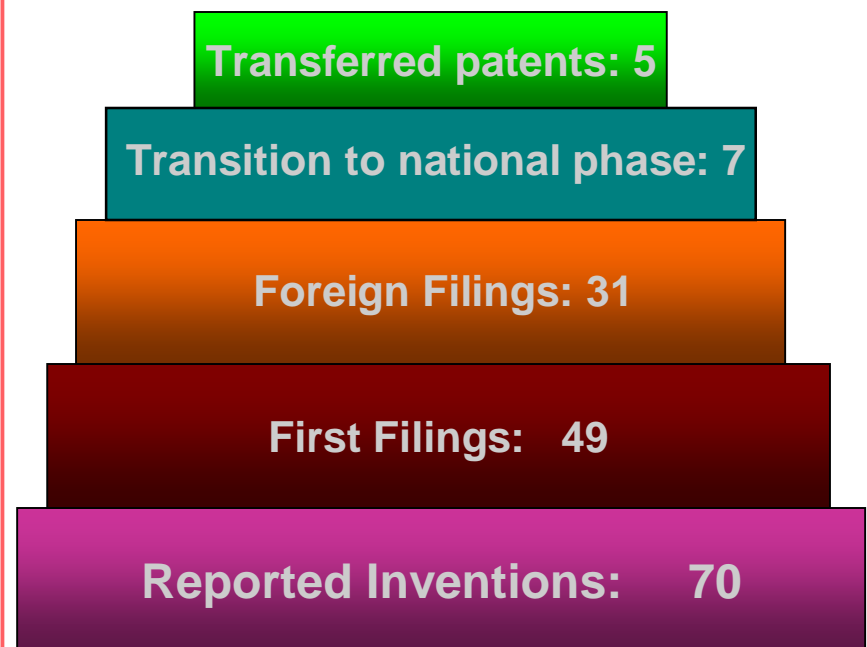 Transferred patents: 5
Transition to national phase: 7
Foreign Filings: 31
First Filings: 49
Reported Inventions: 70